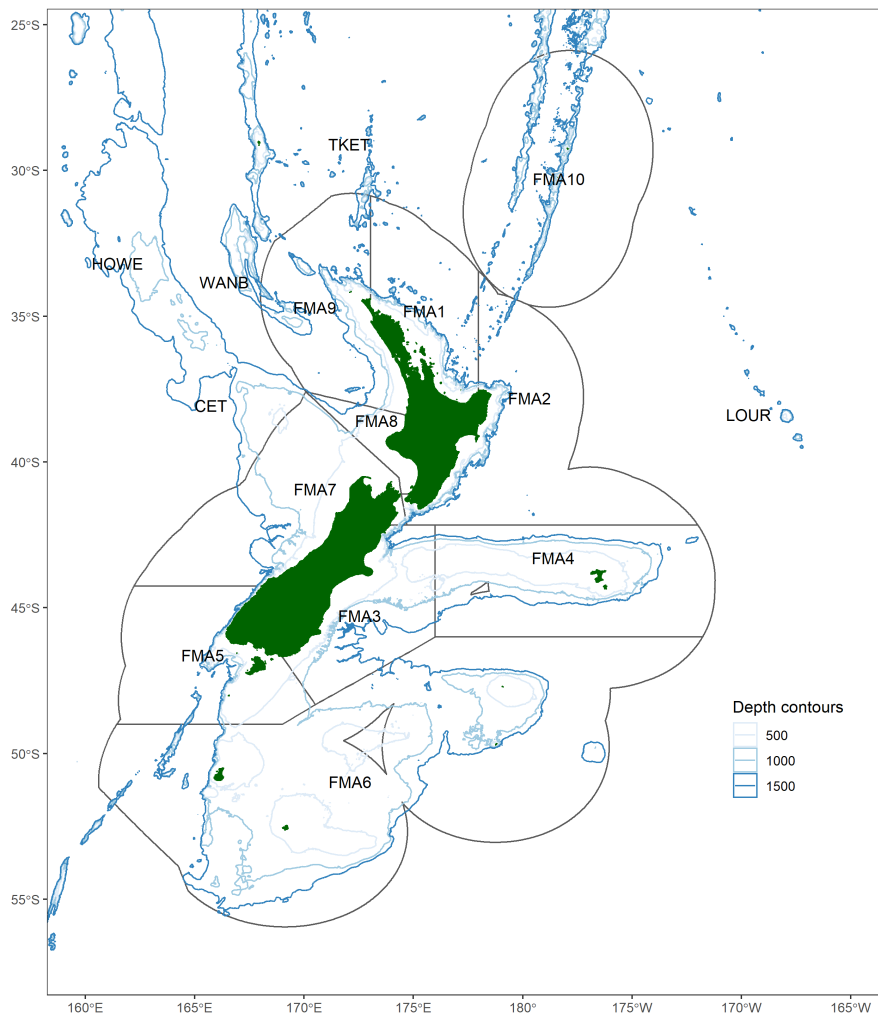 25°S
30°S
35°S
40°S
45°S
50°S
55°S
TKET
FMA10
HOWE
WANB
FMA9
FMA1
FMA2
CET
FMA8
LOUR
FMA7
FMA4
FMA3
FMA5
FMA6
Depth contours
500
1000
1500
160°E
165°E
170°E
175°E
180°
175°W
170°W
165°W